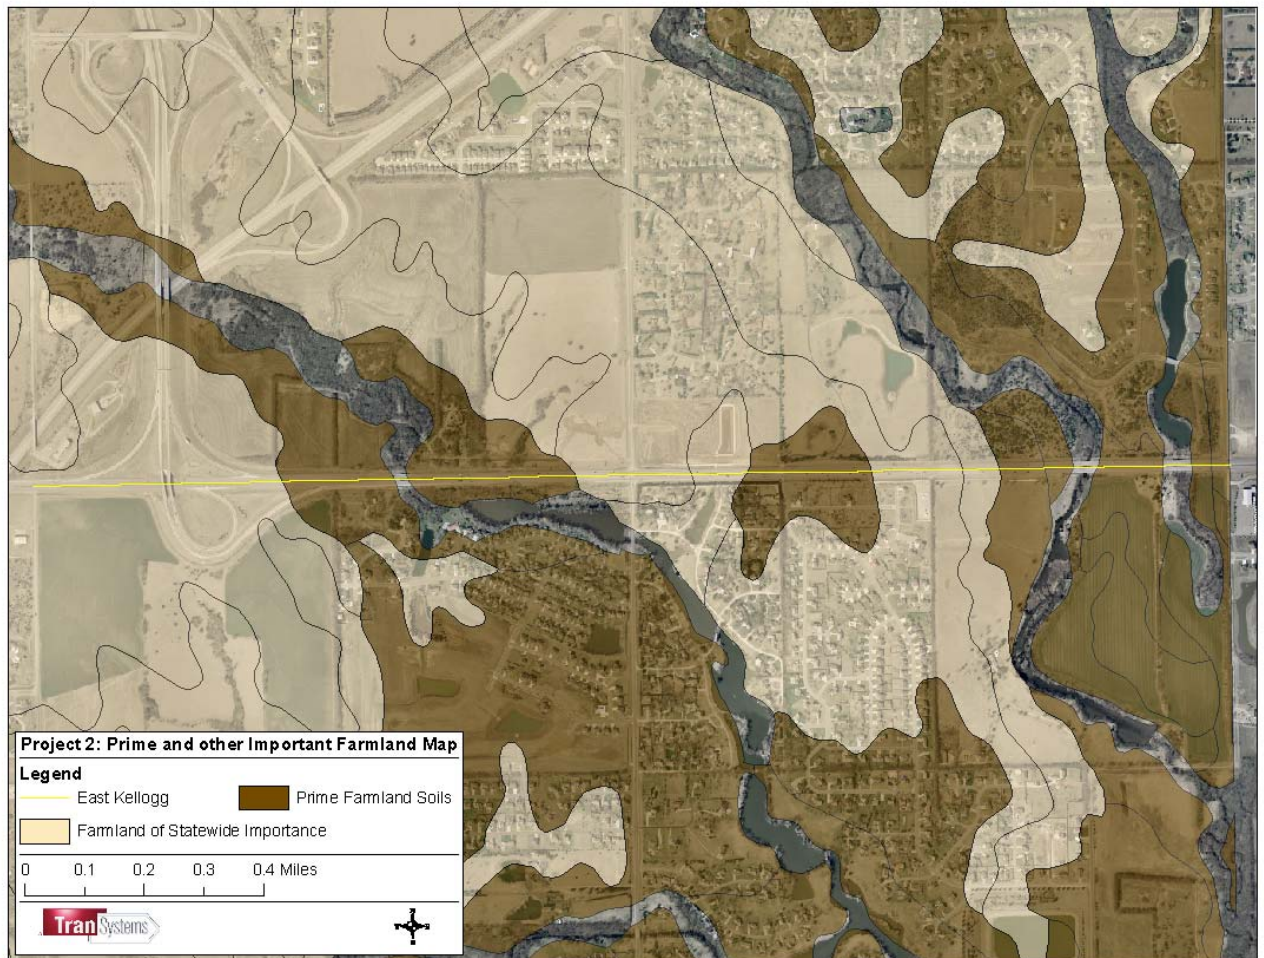 Project 2: Prime and other Important Farmland Map
Legend
East Kellogg
Prime Farmland Soils
Farmland of Statewide Importance
0 0.1 0.2 0.3 0.4 Miles
TranSystems